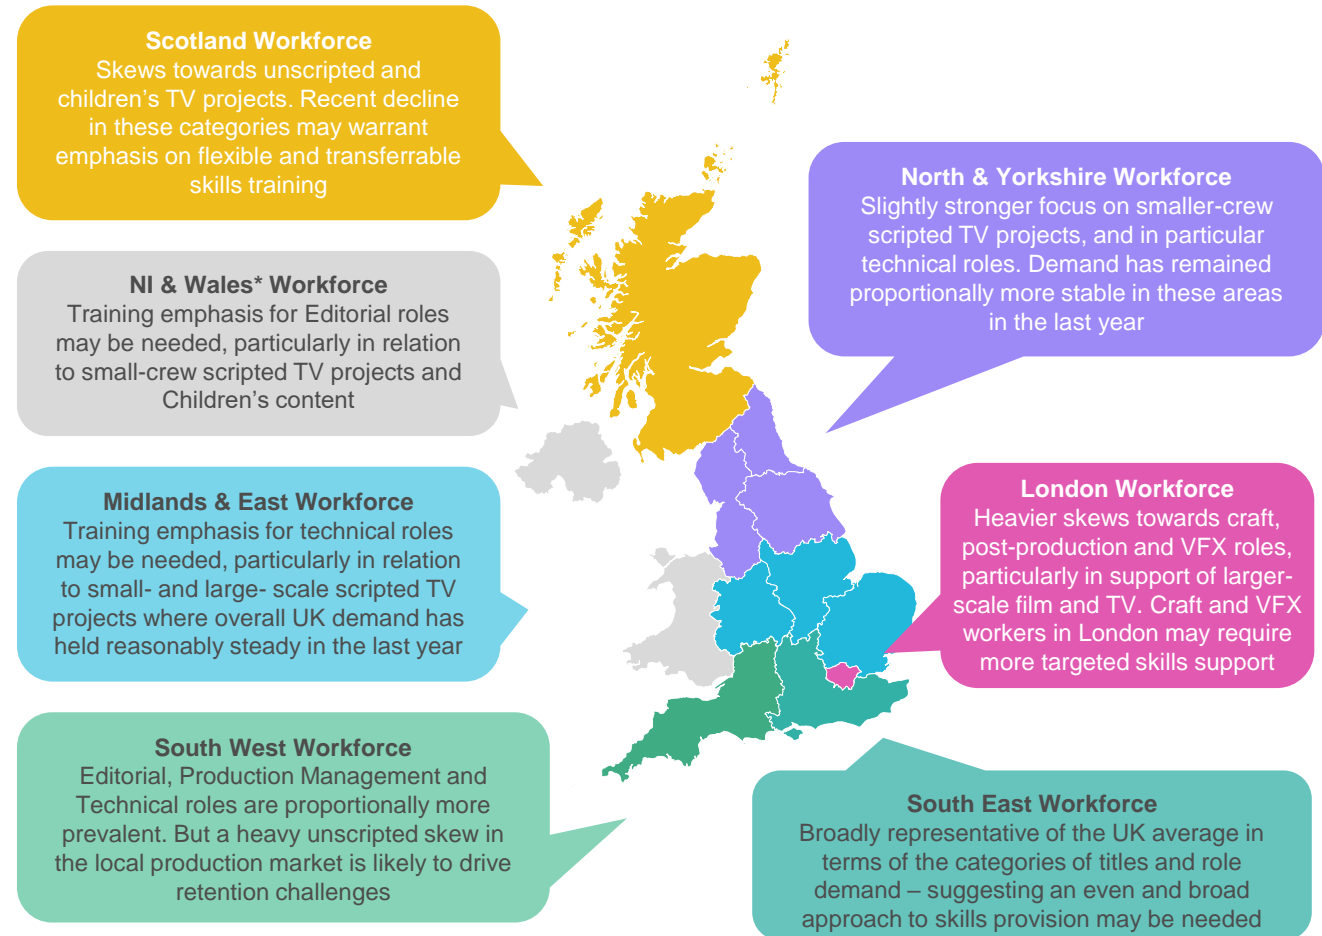 Scotland Workforce
Skews towards unscripted and
children’s TV projects. Recent decline
in these categories may warrant
emphasis on flexible and transferrable
skills training
North & Yorkshire Workforce
Slightly stronger focus on smaller-crew
scripted TV projects, and in particular
technical roles. Demand has remained
proportionally more stable in these areas
in the last year
NI & Wales* Workforce
Training emphasis for Editorial roles
may be needed, particularly in relation
to small-crew scripted TV projects and
Children’s content
Midlands & East Workforce
Training emphasis for technical roles
may be needed, particularly in relation
to small- and large- scale scripted TV
projects where overall UK demand has
held reasonably steady in the last year
London Workforce
Heavier skews towards craft,
post-production and VFX roles,
particularly in support of larger-
scale film and TV. Craft and VFX
workers in London may require
more targeted skills support
South West Workforce
Editorial, Production Management and
Technical roles are proportionally more
prevalent. But a heavy unscripted skew in
the local production market is likely to drive
retention challenges
South East Workforce
Broadly representative of the UK average in
terms of the categories of titles and role
demand – suggesting an even and broad
approach to skills provision may be needed